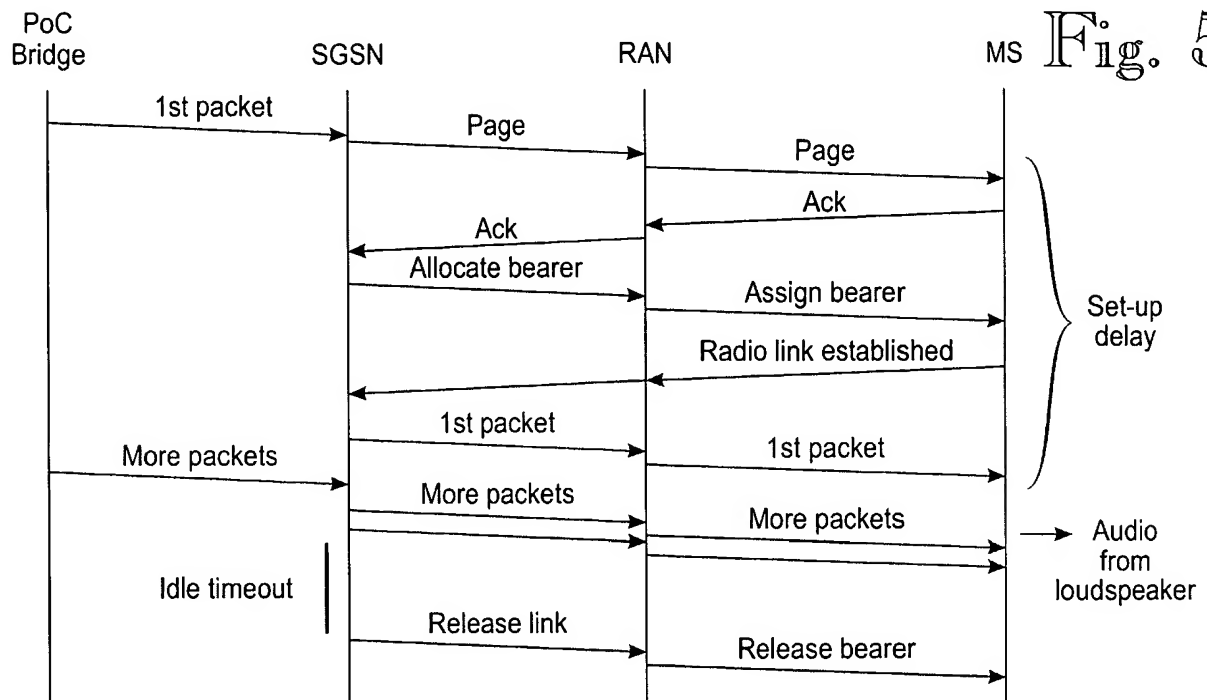 PoC
Bridge
SGSN
RAN
MS
Fig. 5
1st packet
Page
Page
Ack
Ack
Allocate bearer
Assign bearer
Set-up
delay
Radio link established
1st packet
1st packet
More packets
More packets
More packets
Audio
from
loudspeaker
Idle timeout
Release link
Release bearer